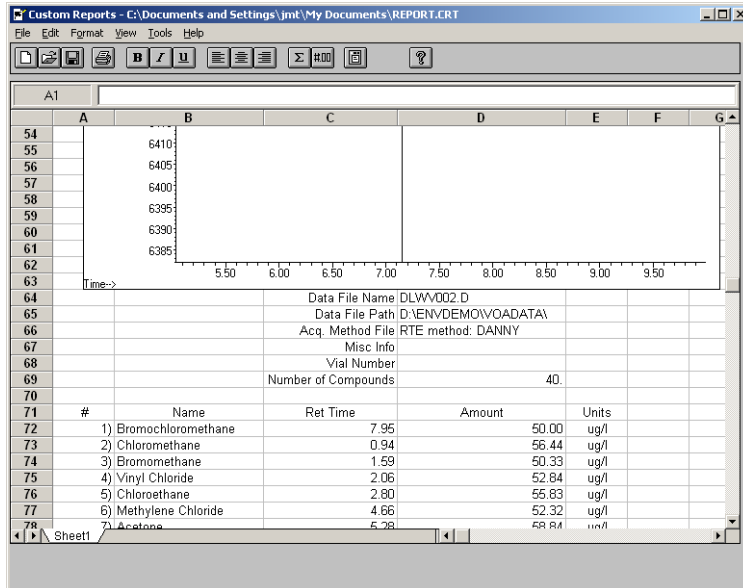 Custom Reports - C:\Documents and Settings\jmt\My Documents\REPORT.CRT
File Edit Format View Tools Help
B I U Σ #.00 ?
A1
A B C D E F G
54
55 6410
56 6405
57 6400
58
59 6395
60 6390
61 6385
62 5.50 6.00 6.50 7.00 7.50 8.00 8.50 9.00 9.50
63 Time-->
64 Data File Name DLWV002.D
65 Data File Path D:\ENVDEMO\VOADATA\
66 Acq. Method File RTE method: DANNY
67 Misc Info
68 Vial Number
69 Number of Compounds 40.
70
71 # Name Ret Time Amount Units
72 1) Bromochloromethane 7.95 50.00 ug/l
73 2) Chloromethane 0.94 56.44 ug/l
74 3) Bromomethane 1.59 50.33 ug/l
75 4) Vinyl Chloride 2.06 52.84 ug/l
76 5) Chloroethane 2.80 55.83 ug/l
77 6) Methylene Chloride 4.66 52.32 ug/l
78 7) Acetone 5.28 58.84 ug/l
Sheet1